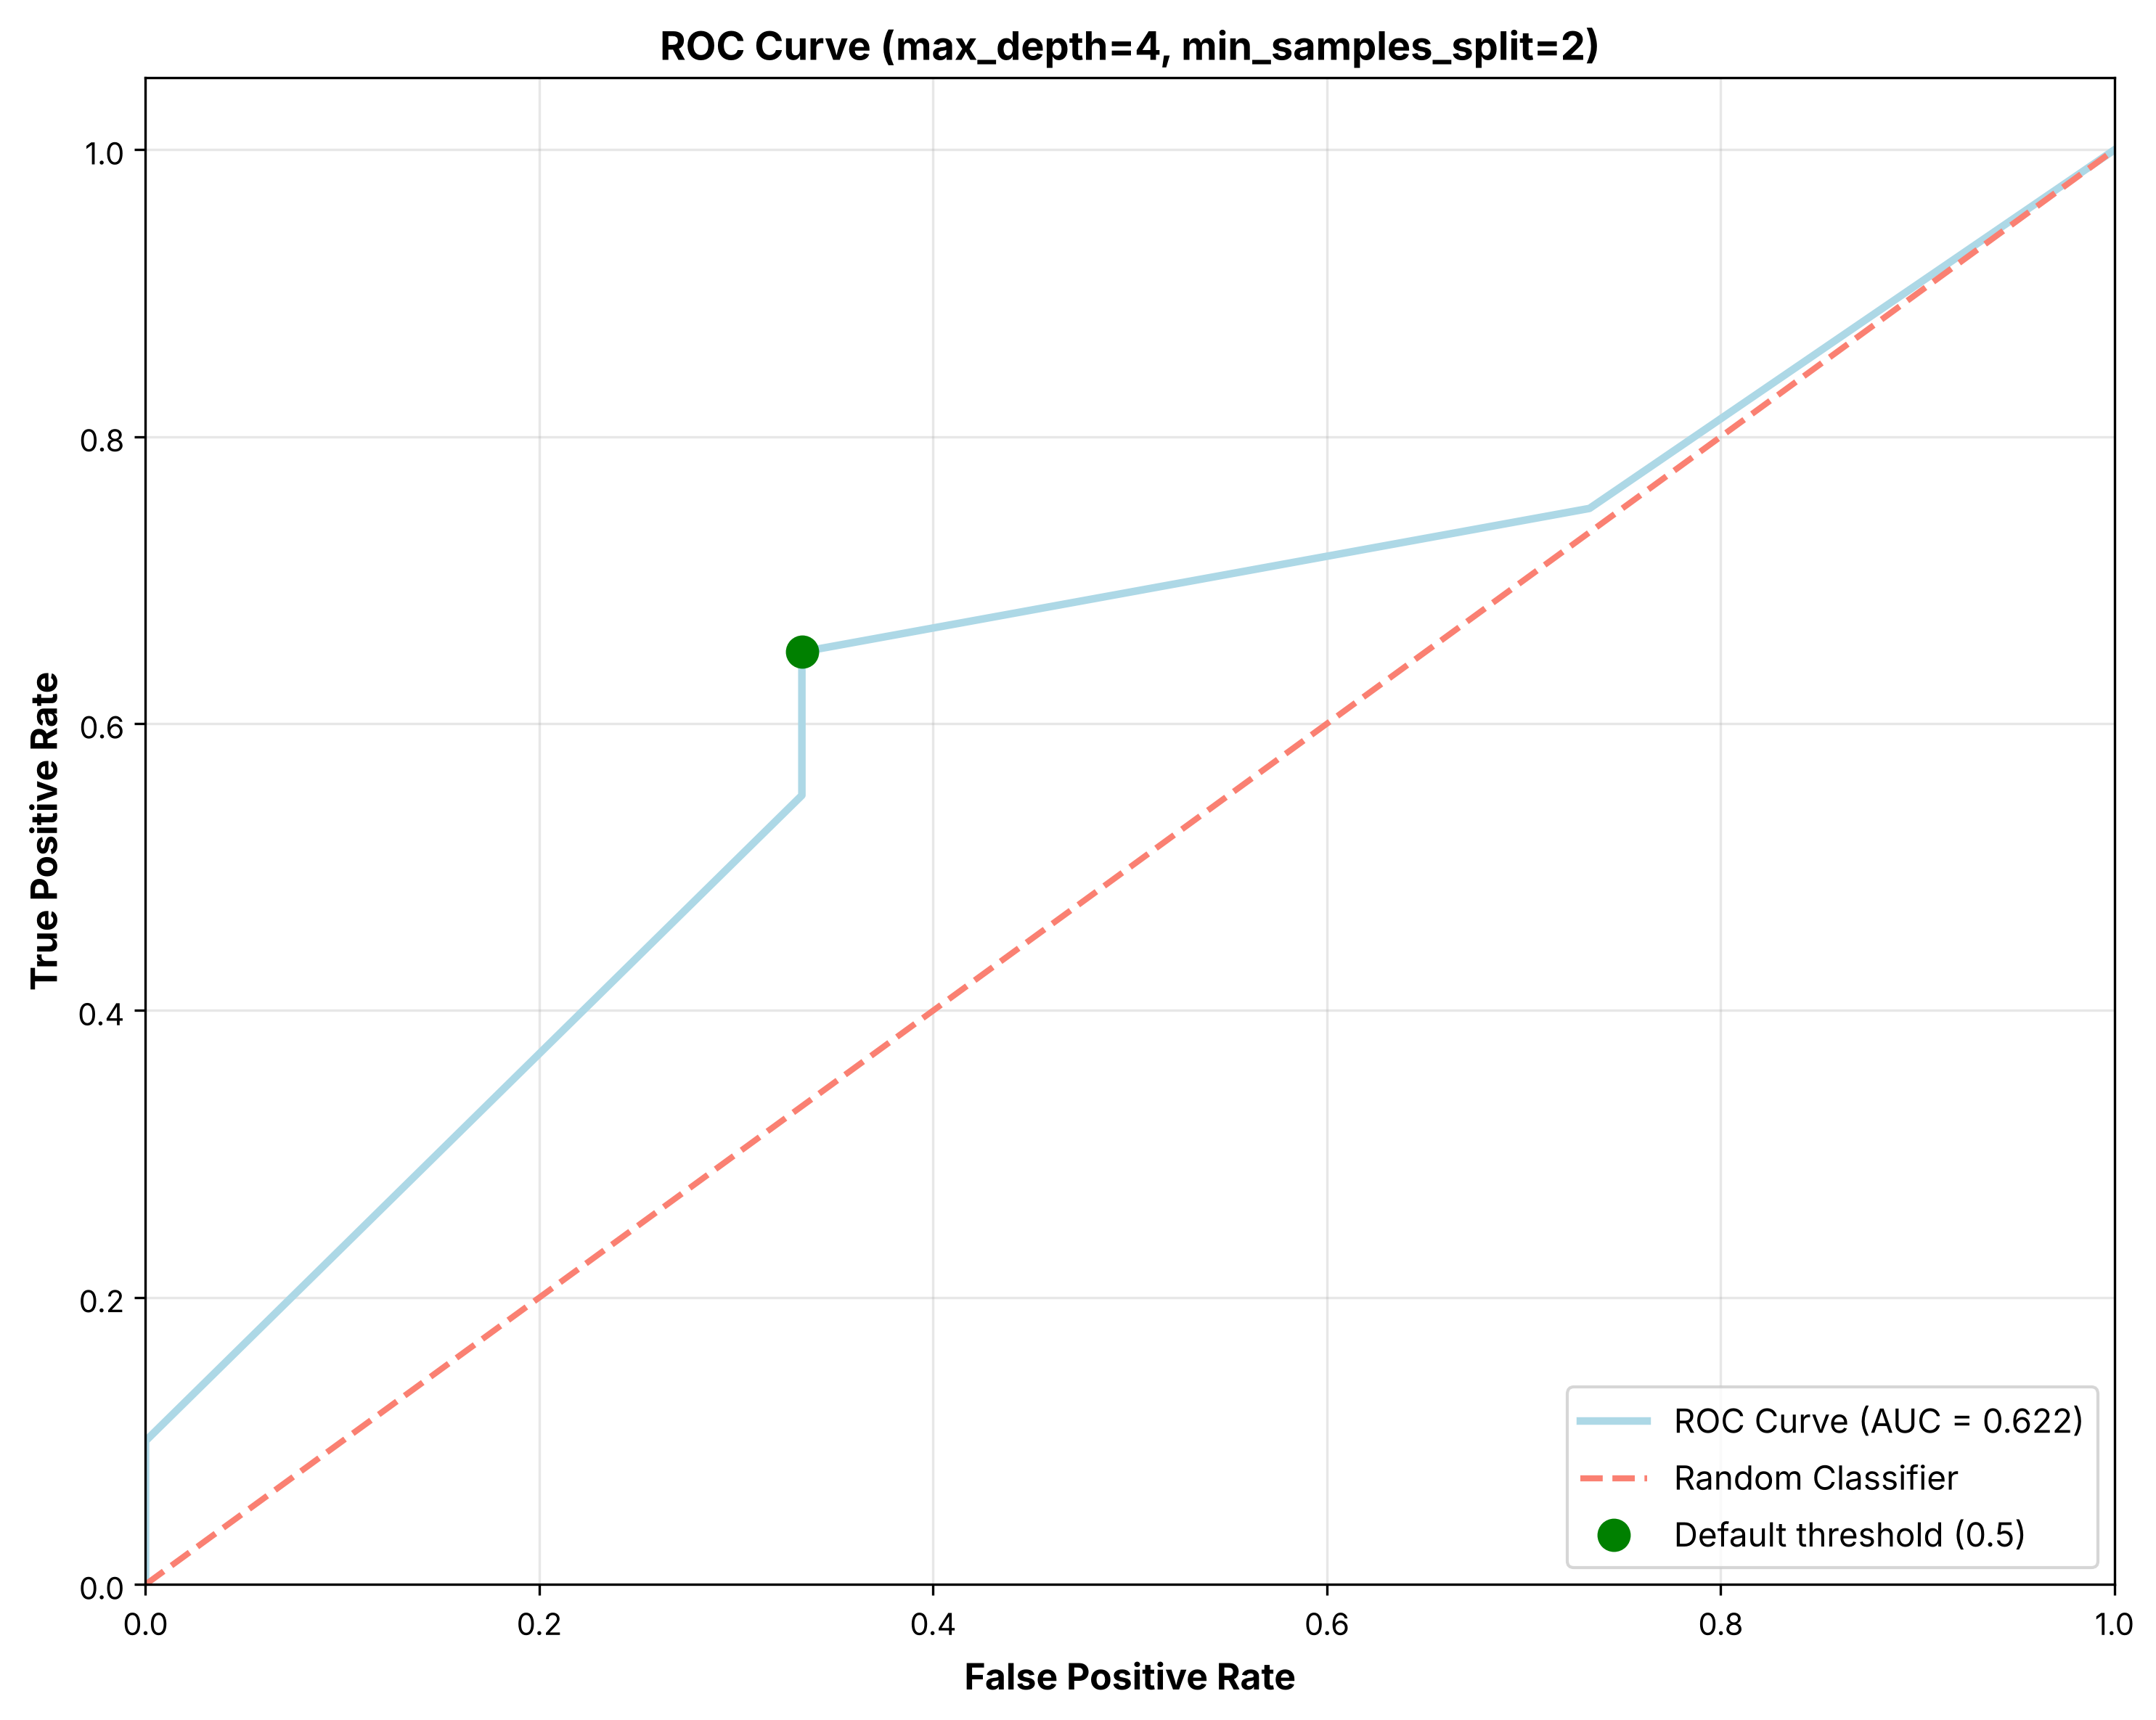 ROC Curve (max_depth=4, min_samples_split=2)
1.0
0.8
0.6
0.4
0.2
0.0
True Positive Rate
0.0 0.2 0.4 0.6 0.8 1.0
False Positive Rate
ROC Curve (AUC = 0.622)
Random Classifier
Default threshold (0.5)